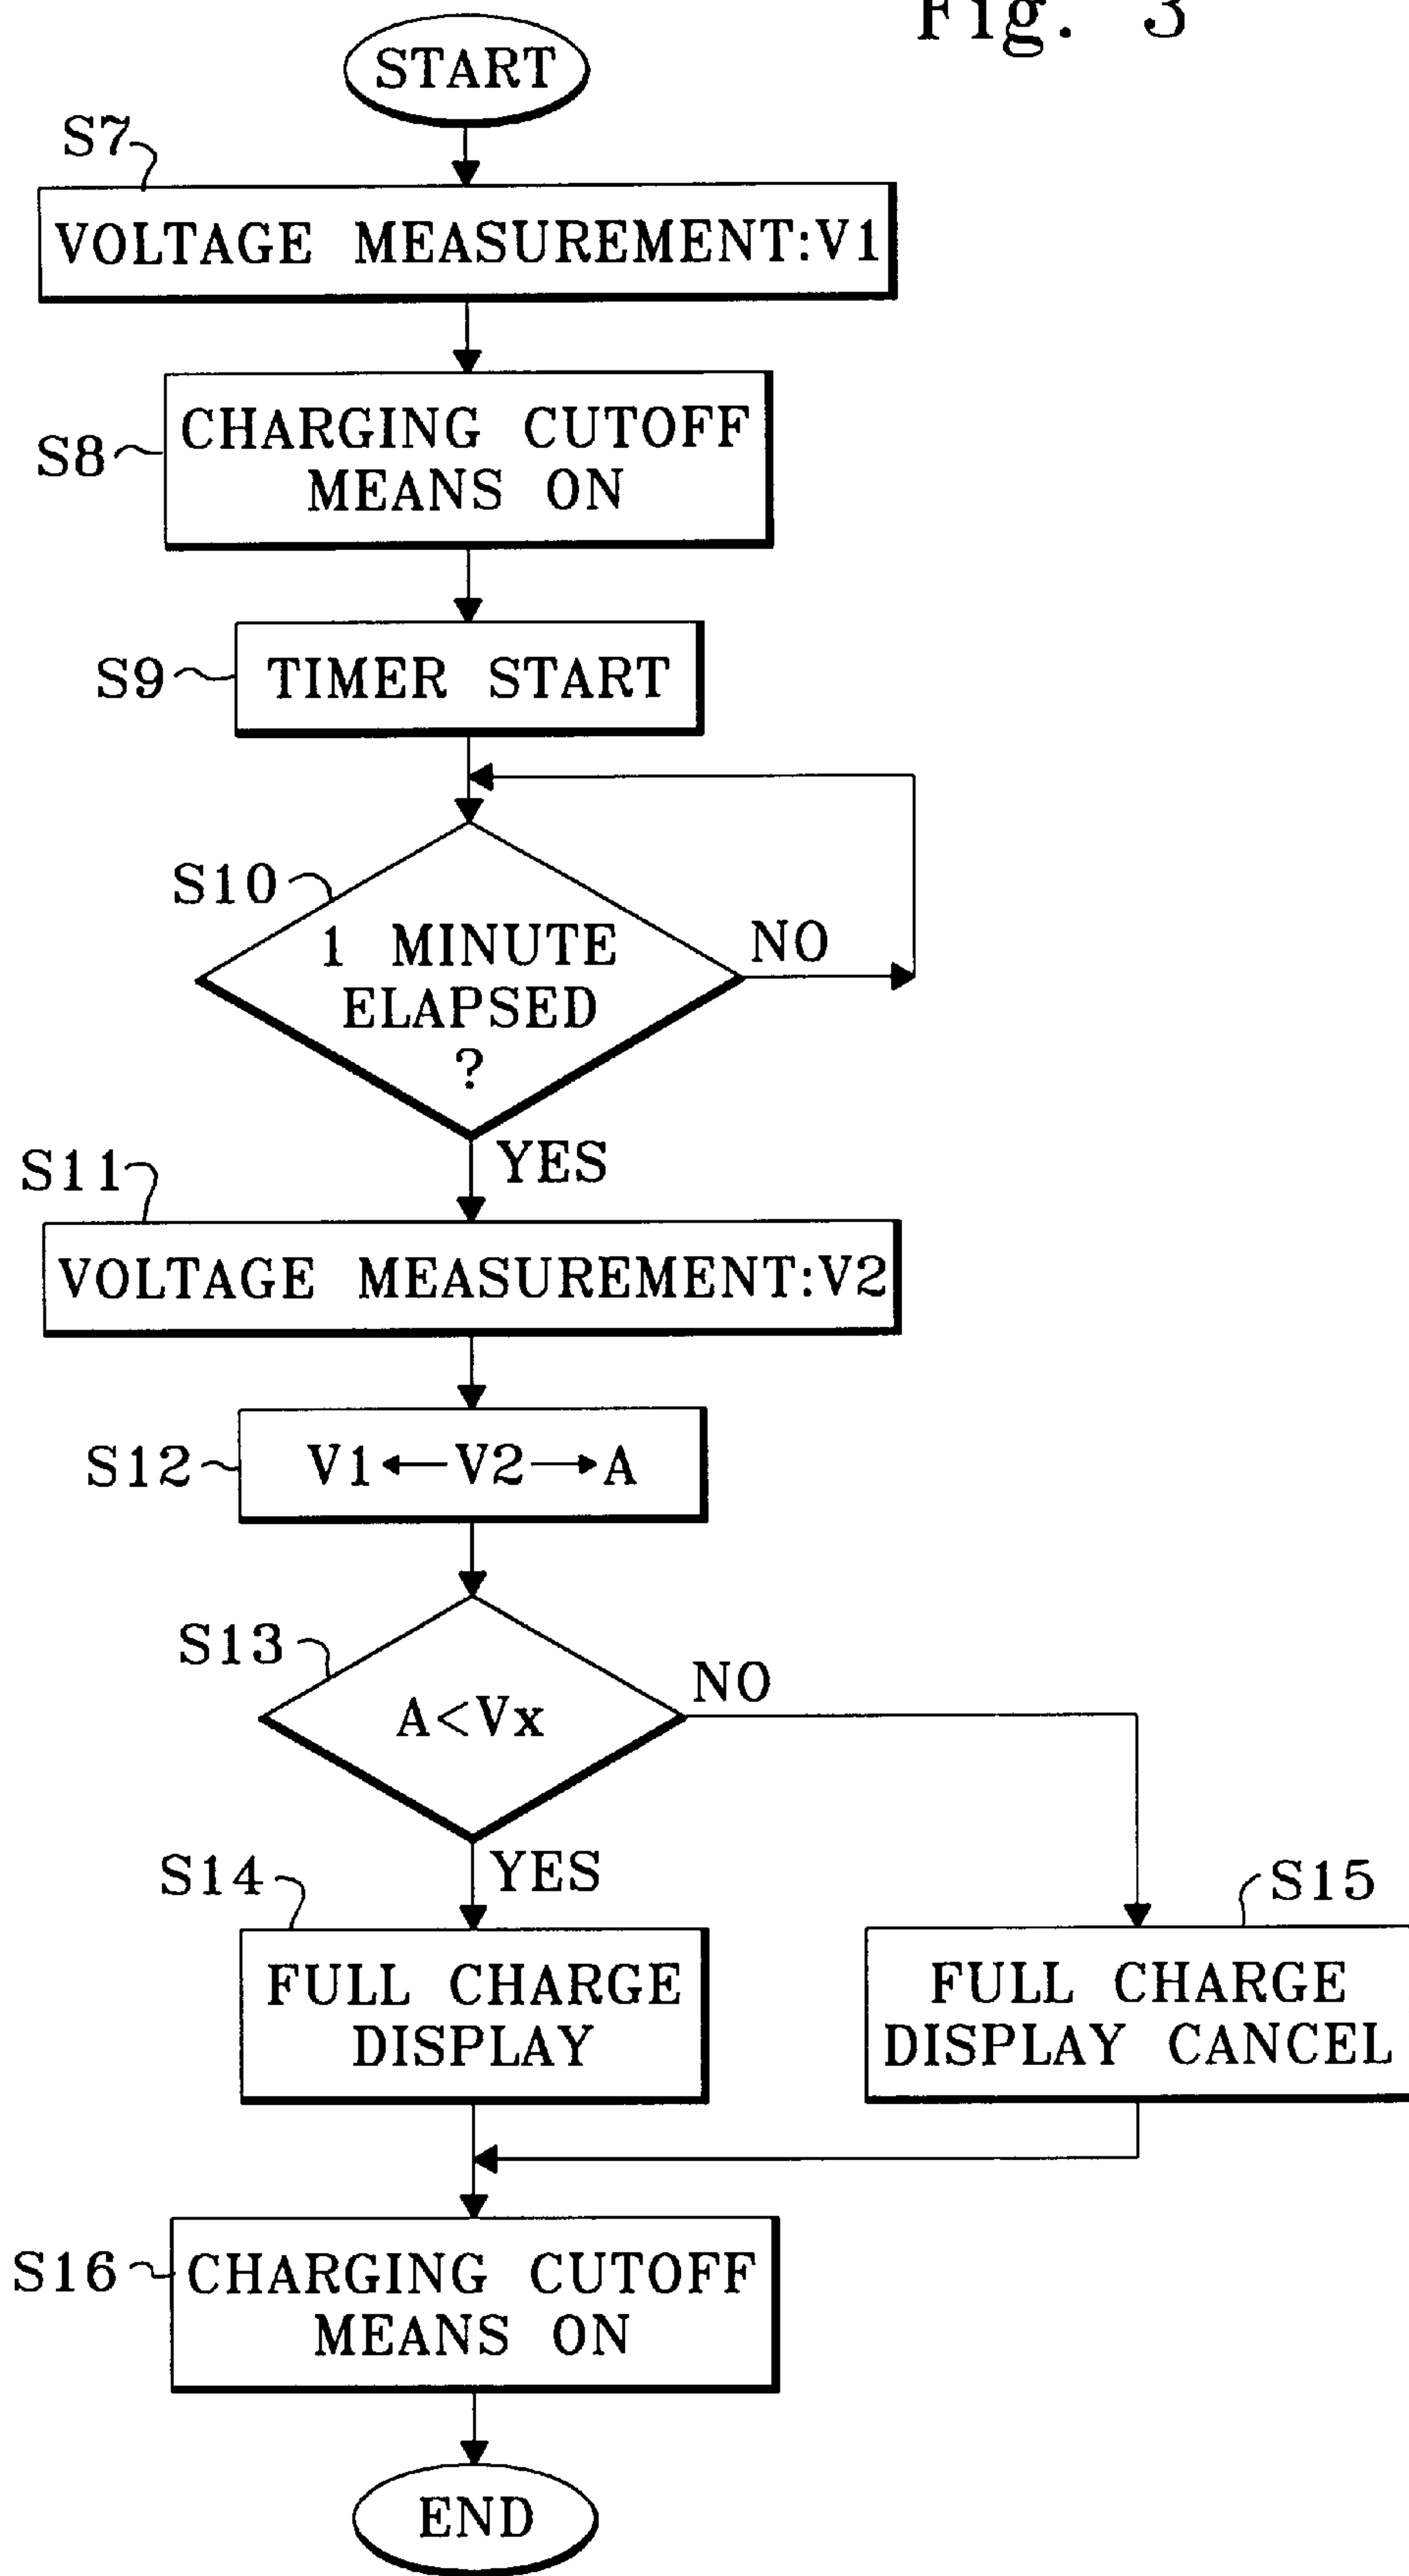 Fig. 3
START
S7
VOLTAGE MEASUREMENT:V1
S8
CHARGING CUTOFF
MEANS ON
S9
TIMER START
S10
1 MINUTE
ELAPSED
?
NO
YES
S11
VOLTAGE MEASUREMENT:V2
S12
V1←V2→A
S13
A<Vx
NO
YES
S14
FULL CHARGE
DISPLAY
S15
FULL CHARGE
DISPLAY CANCEL
S16
CHARGING CUTOFF
MEANS ON
END